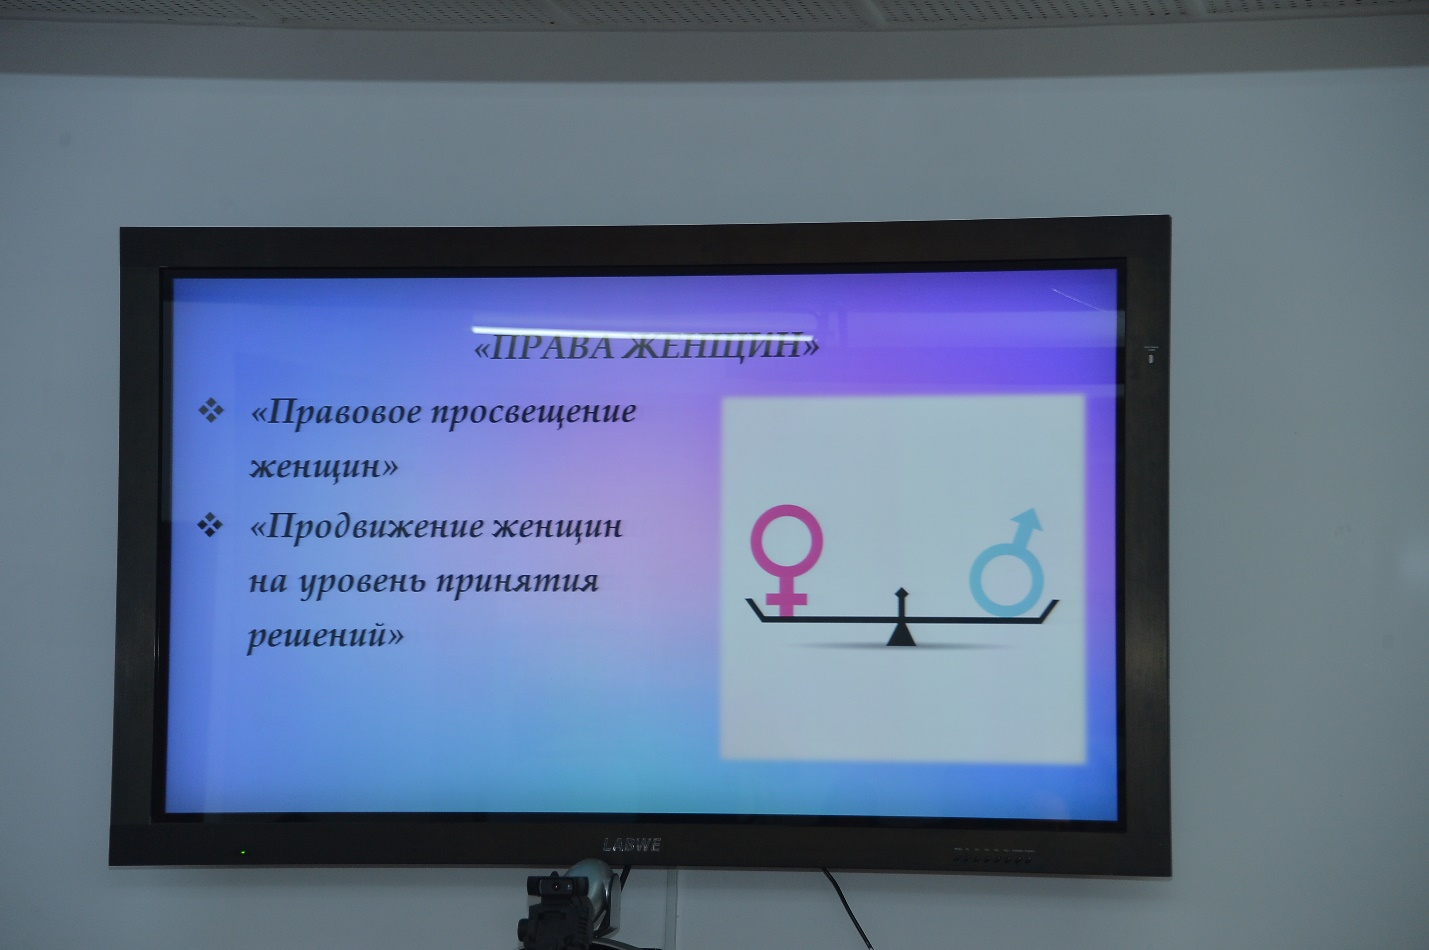 «ПРАВА ЖЕНЩИН»
«Правовое просвещение
женщин»
«Продвижение женщин
на уровень принятия
решений»
LABWE